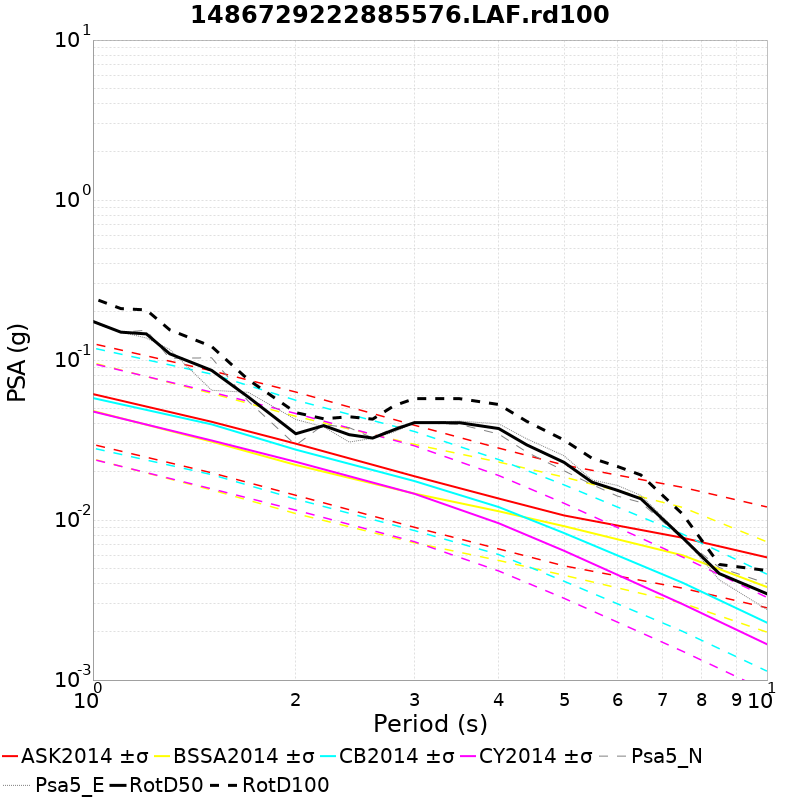 1486729222885576.LAF.rd100
10^1
10^0
10^-1
10^-2
10^-3
PSA (g)
10^0 2 3 4 5 6 7 8 9 10^1
Period (s)
ASK2014 ±σ BSSA2014 ±σ CB2014 ±σ CY2014 ±σ Psa5_N
Psa5_E RotD50 RotD100